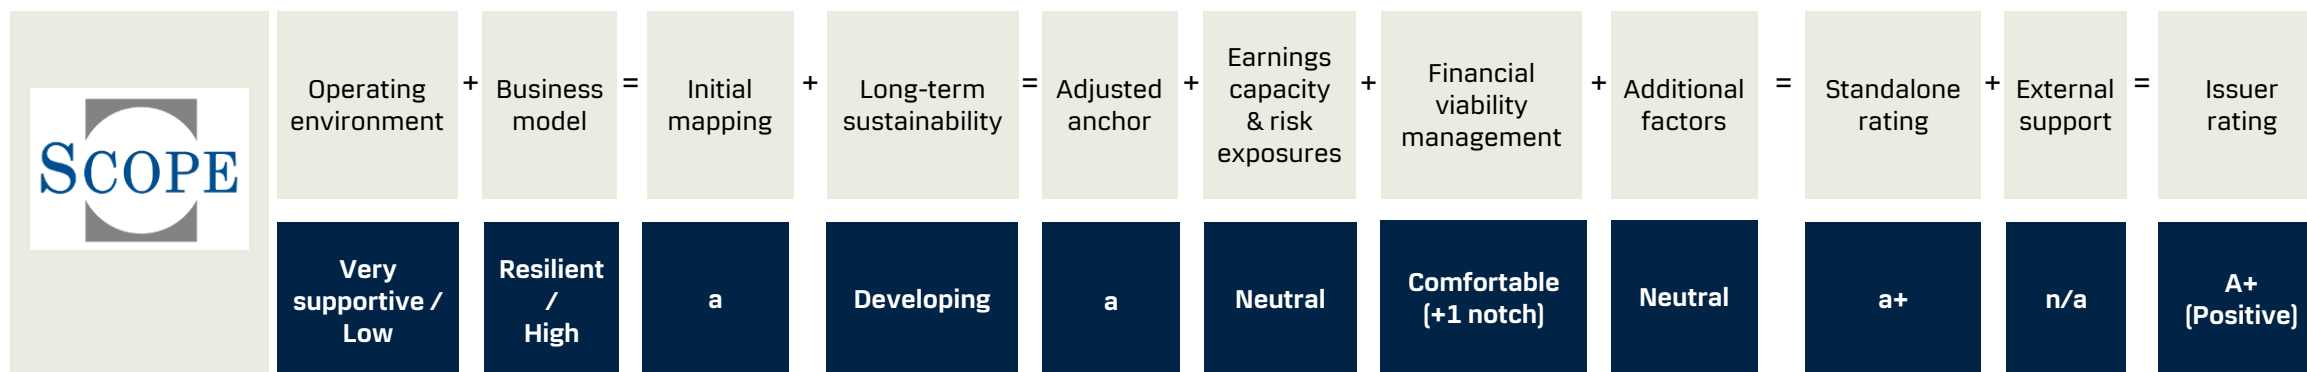 SCOPE
Operating
environment
+
Business
model
=
Initial
mapping
+
Long-term
sustainability
=
Adjusted
anchor
+
Earnings
capacity
& risk
exposures
+
Financial
viability
management
+
Additional
factors
=
Standalone
rating
+
External
support
=
Issuer
rating
Very
supportive /
Low
Resilient
/
High
a
Developing
a
Neutral
Comfortable
(+1 notch)
Neutral
a+
n/a
A+
(Positive)